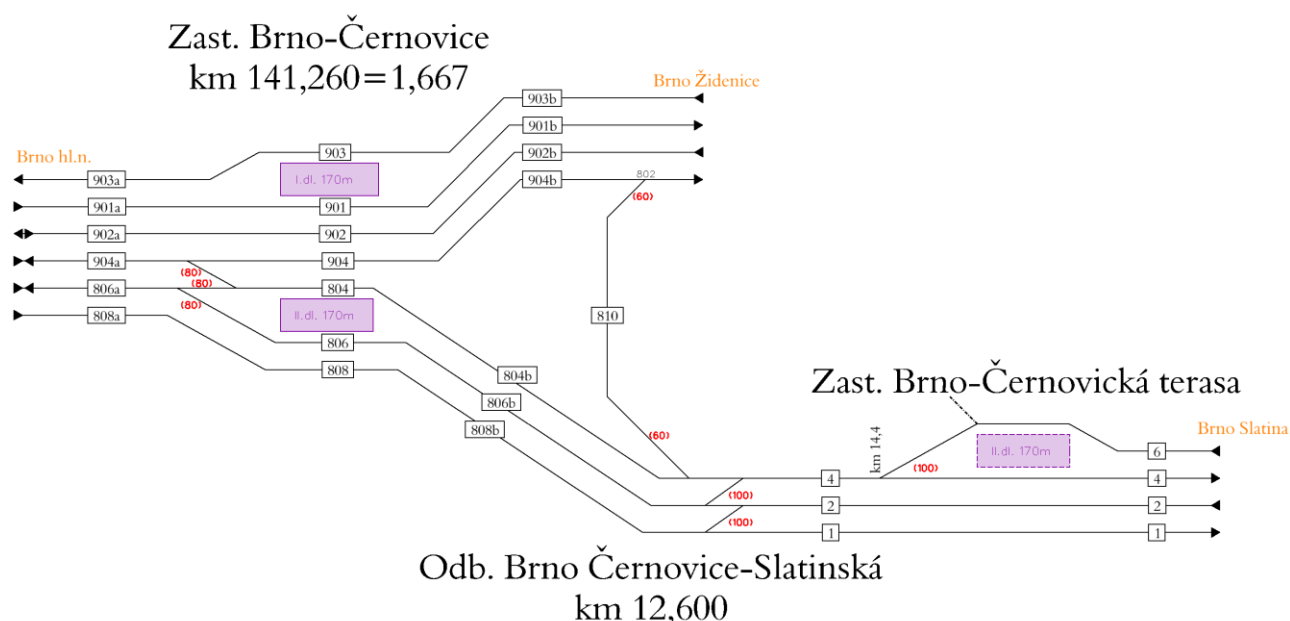 Zast. Brno-Černovice
km 141,260=1,667
Brno Židenice
903b
901b
Brno hl.n.
903
902b
903a
I.dl. 170m
904b
802
(60)
901a
901
902a
902
904a
904
(80)
(80)
806a
804
(80)
II.dl. 170m
808a
810
806
808
804b
Zast. Brno-Černovická terasa
806b
808b
(60)
km 14,4
Brno Slatina
II.dl. 170m
6
(100)
4
4
(100)
2
2
(100)
1
1
Odb. Brno Černovice-Slatinská
km 12,600